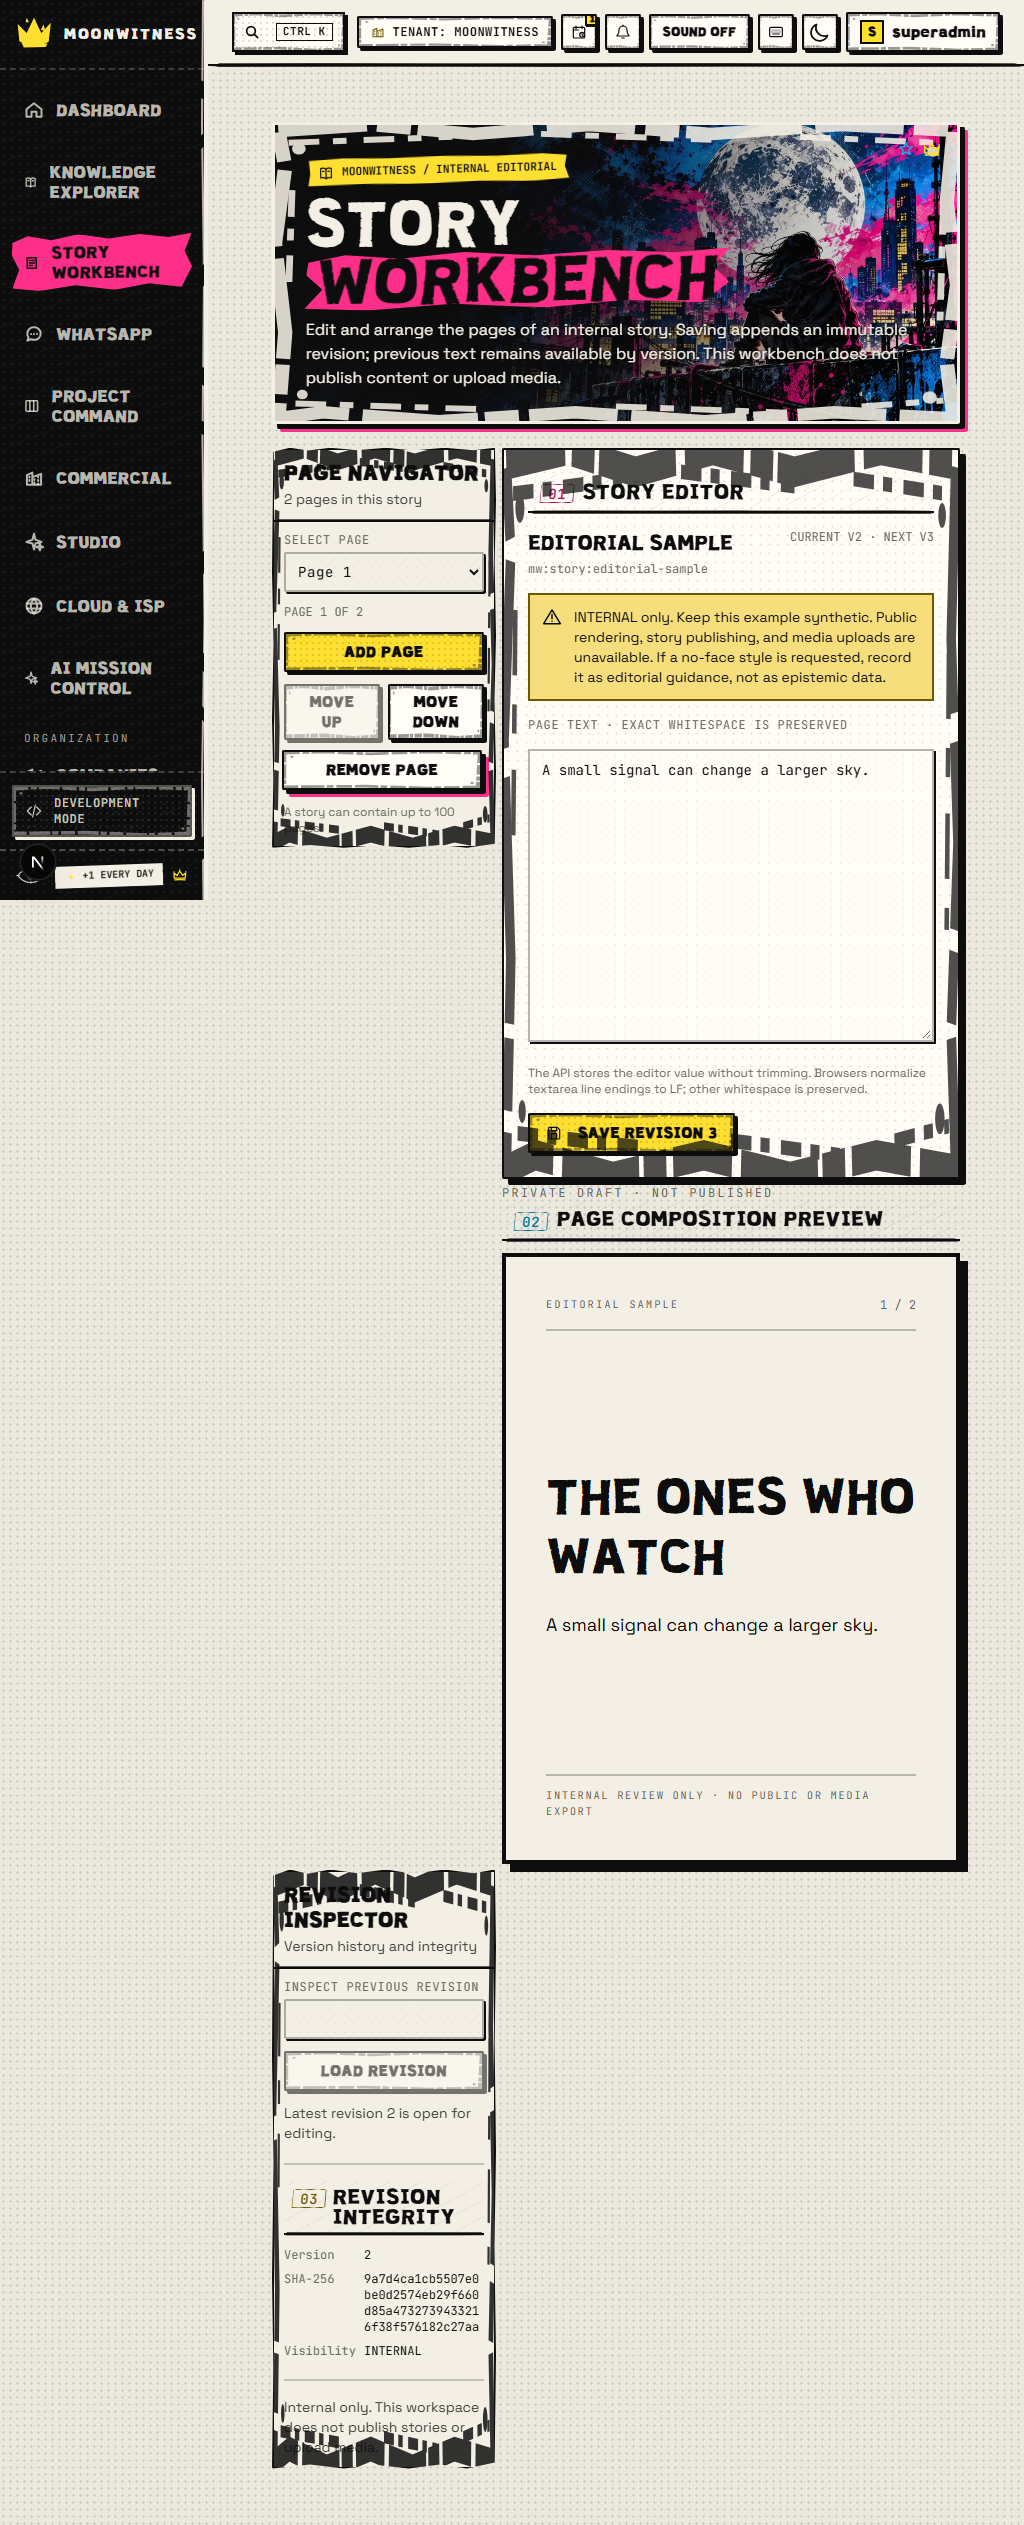 MOONWITNESS
DASHBOARD
KNOWLEDGE
EXPLORER
STORY
WORKBENCH
WHATSAPP
PROJECT
COMMAND
COMMERCIAL
STUDIO
CLOUD & ISP
AI MISSION
CONTROL
ORGANIZATION
DEVELOPMENT
MODE
N
+1 EVERY DAY
CTRL K
TENANT: MOONWITNESS
1
SOUND OFF
S superadmin
MOONWITNESS / INTERNAL EDITORIAL
STORY
WORKBENCH
Edit and arrange the pages of an internal story. Saving appends an immutable
revision; previous text remains available by version. This workbench does not
publish content or upload media.
PAGE NAVIGATOR
2 pages in this story
SELECT PAGE
Page 1
PAGE 1 OF 2
ADD PAGE
MOVE
UP
MOVE
DOWN
REMOVE PAGE
A story can contain up to 100
pages.
01 STORY EDITOR
EDITORIAL SAMPLE
CURRENT V2 · NEXT V3
mw:story:editorial-sample
INTERNAL only. Keep this example synthetic. Public
rendering, story publishing, and media uploads are
unavailable. If a no-face style is requested, record
it as editorial guidance, not as epistemic data.
PAGE TEXT · EXACT WHITESPACE IS PRESERVED
A small signal can change a larger sky.
The API stores the editor value without trimming. Browsers normalize
textarea line endings to LF; other whitespace is preserved.
SAVE REVISION 3
PRIVATE DRAFT · NOT PUBLISHED
02 PAGE COMPOSITION PREVIEW
EDITORIAL SAMPLE
1 / 2
THE ONES WHO
WATCH
A small signal can change a larger sky.
INTERNAL REVIEW ONLY · NO PUBLIC OR MEDIA
EXPORT
REVISION
INSPECTOR
Version history and integrity
INSPECT PREVIOUS REVISION
LOAD REVISION
Latest revision 2 is open for
editing.
03 REVISION
INTEGRITY
Version 2
SHA-256 9a7d4ca1cb5507e0
be0d2574eb29f660
d85a473273943321
6f38f576182c27aa
Visibility INTERNAL
Internal only. This workspace
does not publish stories or
upload media.